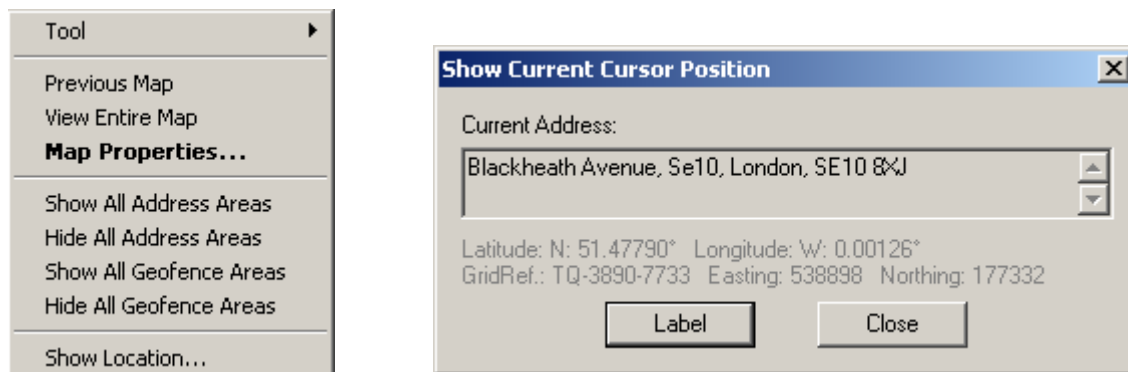 Tool
Previous Map
View Entire Map
Map Properties...
Show All Address Areas
Hide All Address Areas
Show All Geofence Areas
Hide All Geofence Areas
Show Location...
Show Current Cursor Position
Current Address:
Blackheath Avenue, Se10, London, SE10 8XJ
Latitude: N: 51.47790° Longitude: W: 0.00126°
GridRef.: TQ-3890-7733 Easting: 538898 Northing: 177332
Label Close